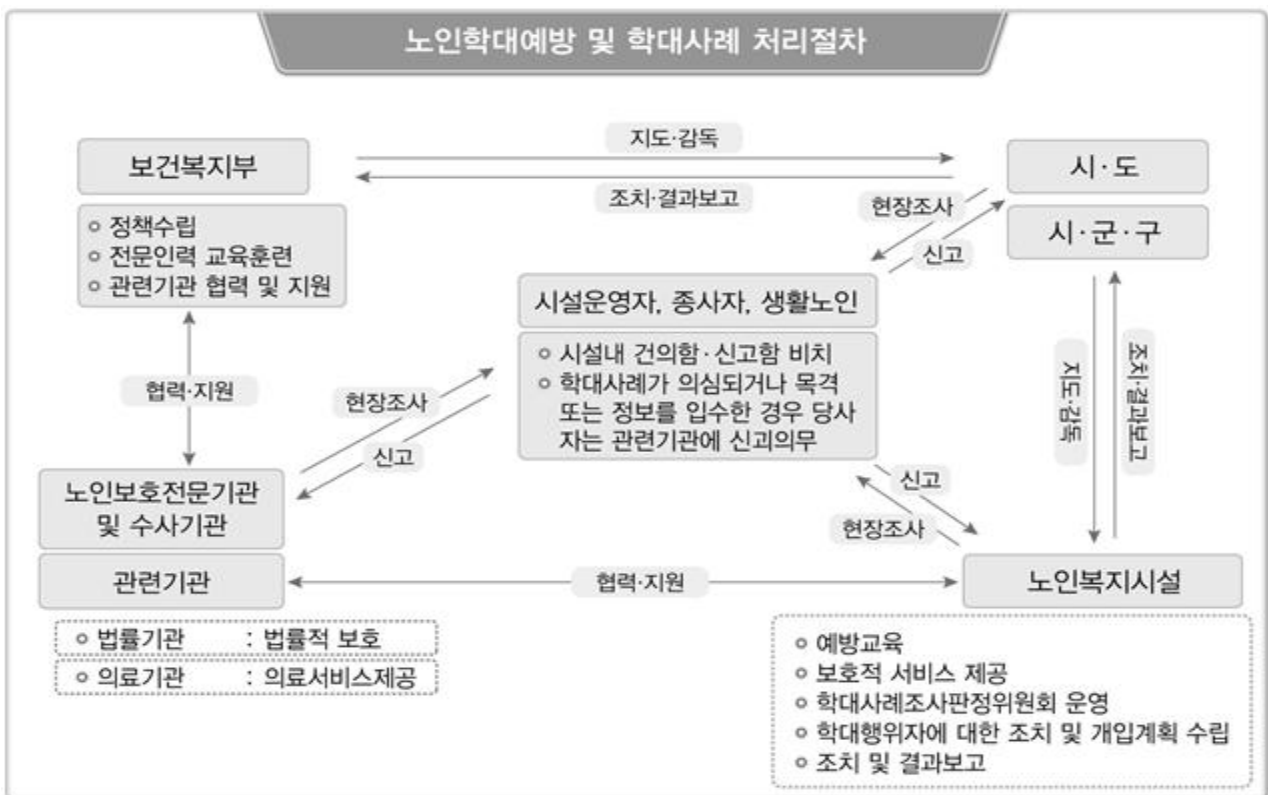 노인학대예방 및 학대사례 처리절차
지도·감독
보건복지부
시·도
조치·결과보고
현장조사
신고
시·군·구
정책수립
전문인력 교육훈련
관련기관 협력 및 지원
시설운영자, 종사자, 생활노인
시설내 건의함·신고함 비치
학대사례가 의심되거나 목격
또는 정보를 입수한 경우 당사
자는 관련기관에 신괴의무
협력·지원
현장조사
신고
지도·감독
조치·결과보고
노인보호전문기관
및 수사기관
신고
현장조사
관련기관
협력·지원
노인복지시설
법률기관 : 법률적 보호
의료기관 : 의료서비스제공
예방교육
보호적 서비스 제공
학대사례조사판정위원회 운영
학대행위자에 대한 조치 및 개입계획 수립
조치 및 결과보고